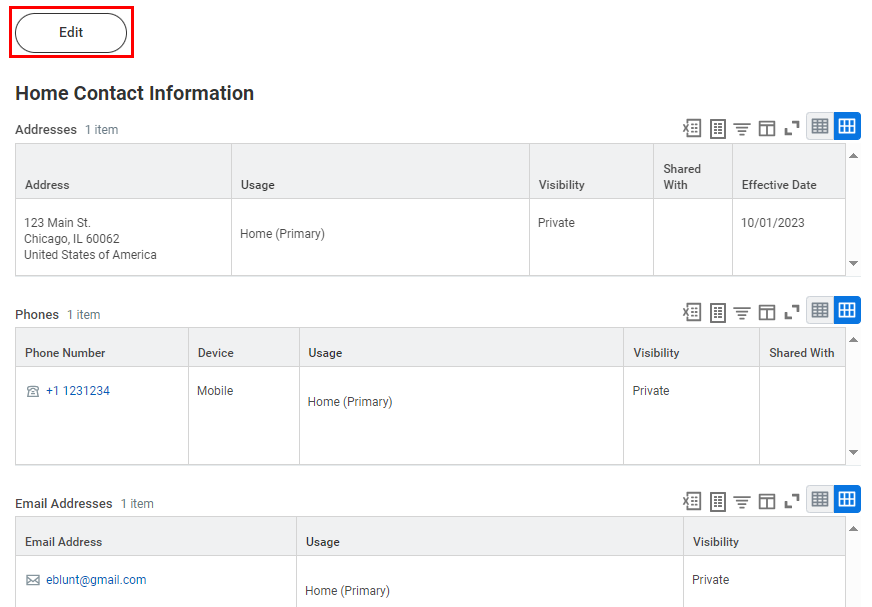 Edit
Home Contact Information
Addresses 1 item
Address Usage Visibility Shared With Effective Date
123 Main St.
Chicago, IL 60062
United States of America
Home (Primary)
Private
10/01/2023
Phones 1 item
Phone Number Device Usage Visibility Shared With
+1 1231234 Mobile Home (Primary) Private
Email Addresses 1 item
Email Address Usage Visibility
eblunt@gmail.com Home (Primary) Private